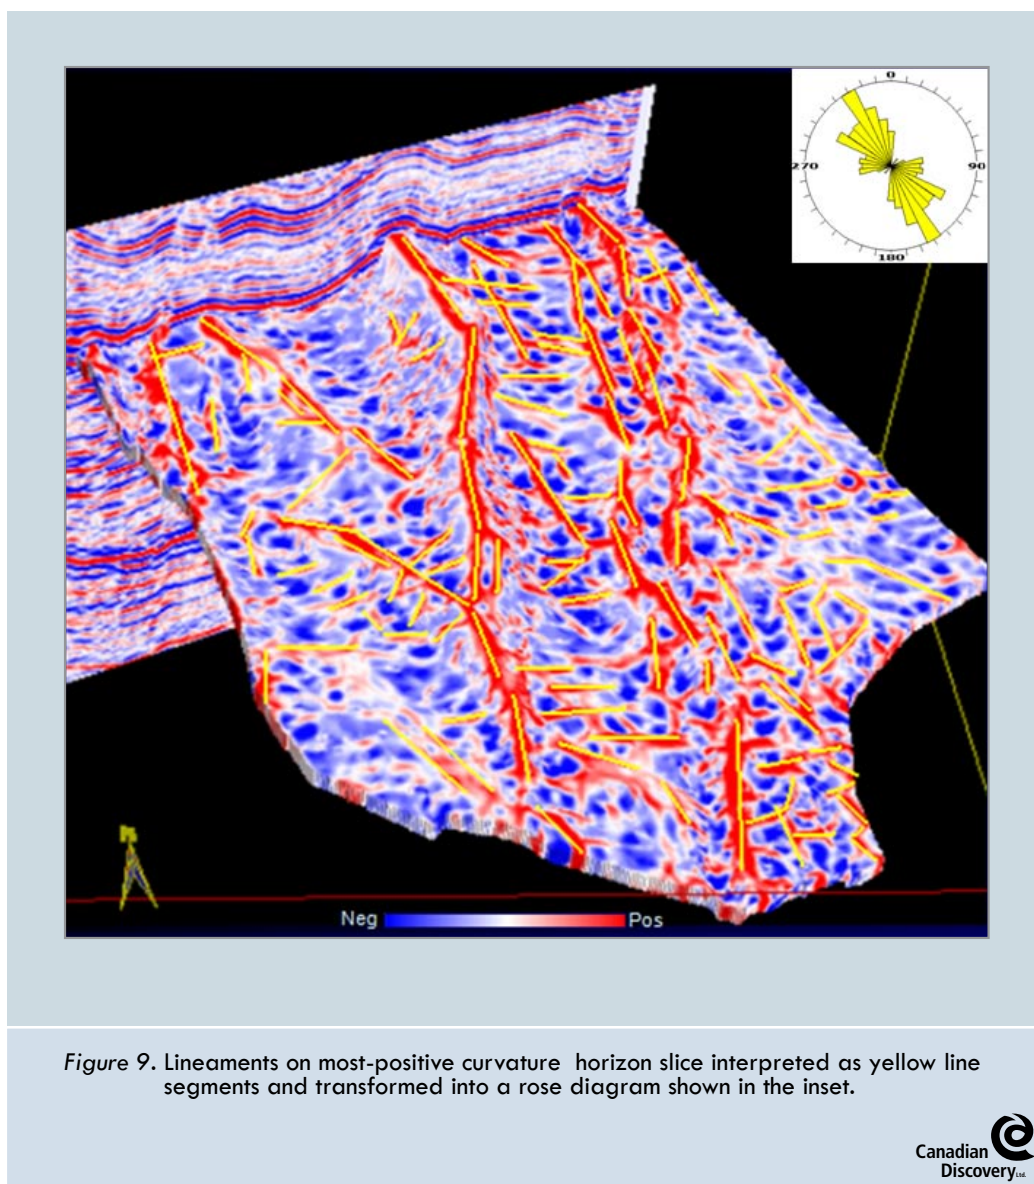 0
270
90
180
N
Neg
Pos
Figure 9. Lineaments on most-positive curvature horizon slice interpreted as yellow line
segments and transformed into a rose diagram shown in the inset.
Canadian
Discovery Ltd.